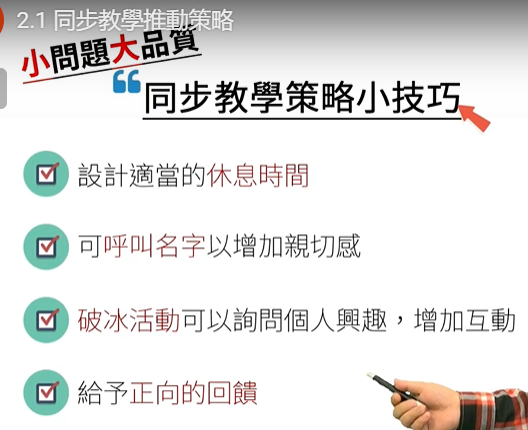 2.1 同步教學推動策略
小問題大品質
同步教學策略小技巧
設計適當的休息時間
可呼叫名字以增加親切感
破冰活動可以詢問個人興趣，增加互動
給予正向的回饋